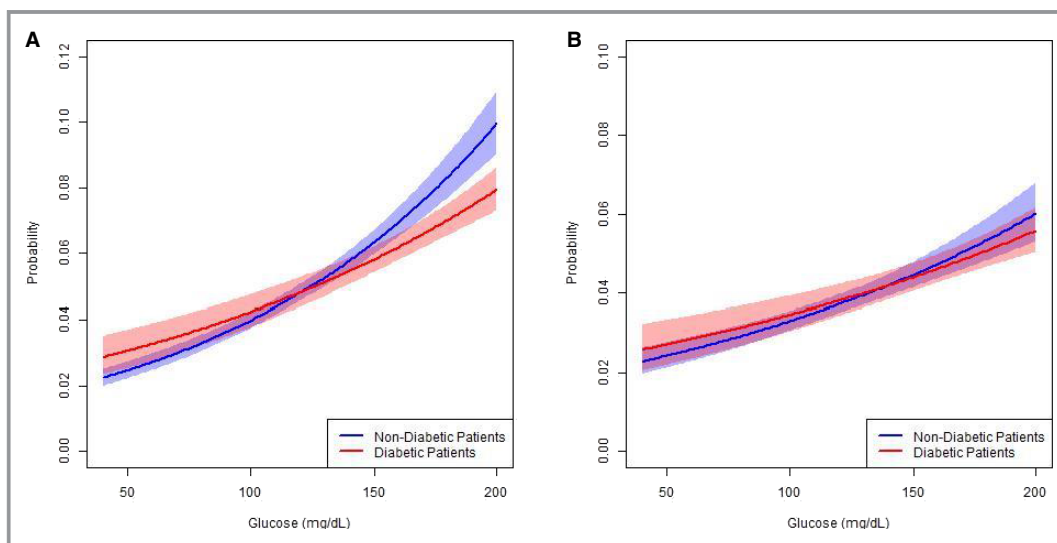 A
0.12
0.10
0.08
0.06
0.04
0.02
0.00
Probability
50
100
150
200
Glucose (mg/dL)
Non-Diabetic Patients
Diabetic Patients
B
0.10
0.08
0.06
0.04
0.02
0.00
Probability
50
100
150
200
Glucose (mg/dL)
Non-Diabetic Patients
Diabetic Patients